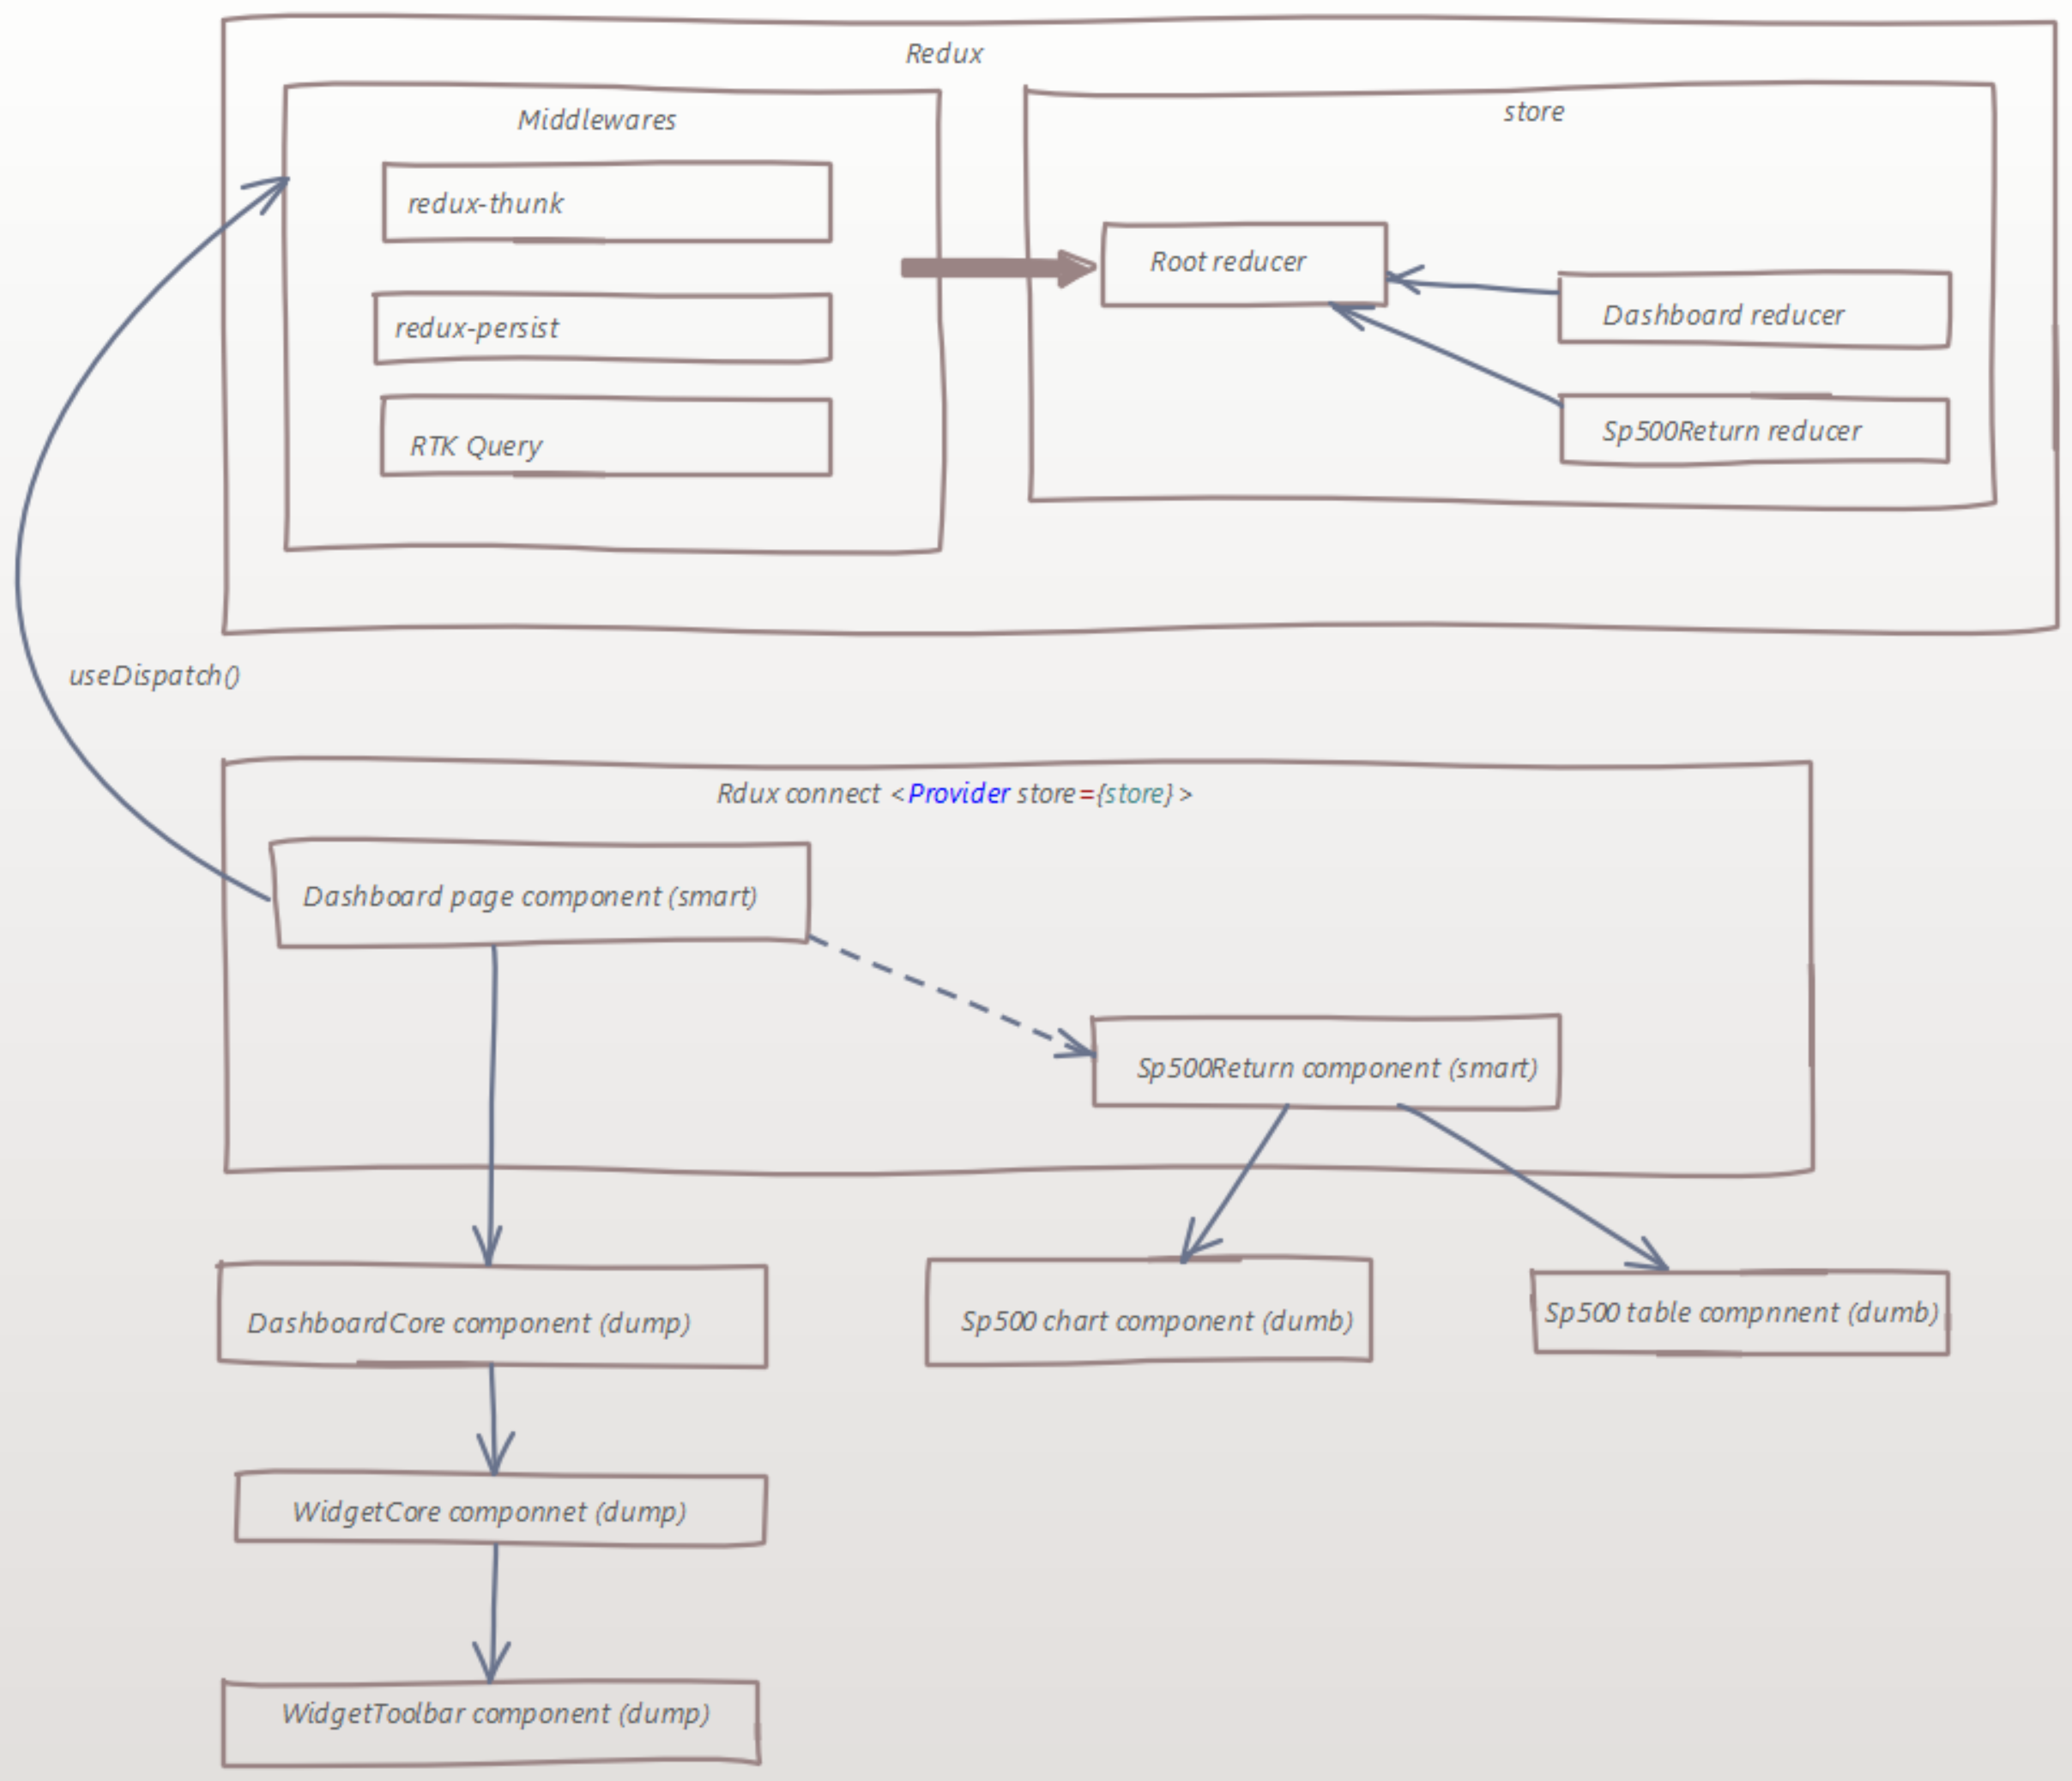 Redux
Middlewares
store
redux-thunk
redux-persist
RTK Query
Root reducer
Dashboard reducer
Sp500Return reducer
useDispatch()
Rdux connect <Provider store={store}>
Dashboard page component (smart)
Sp500Return component (smart)
DashboardCore component (dump)
Sp500 chart component (dumb)
Sp500 table compnnent (dumb)
WidgetCore componnet (dump)
WidgetToolbar component (dump)